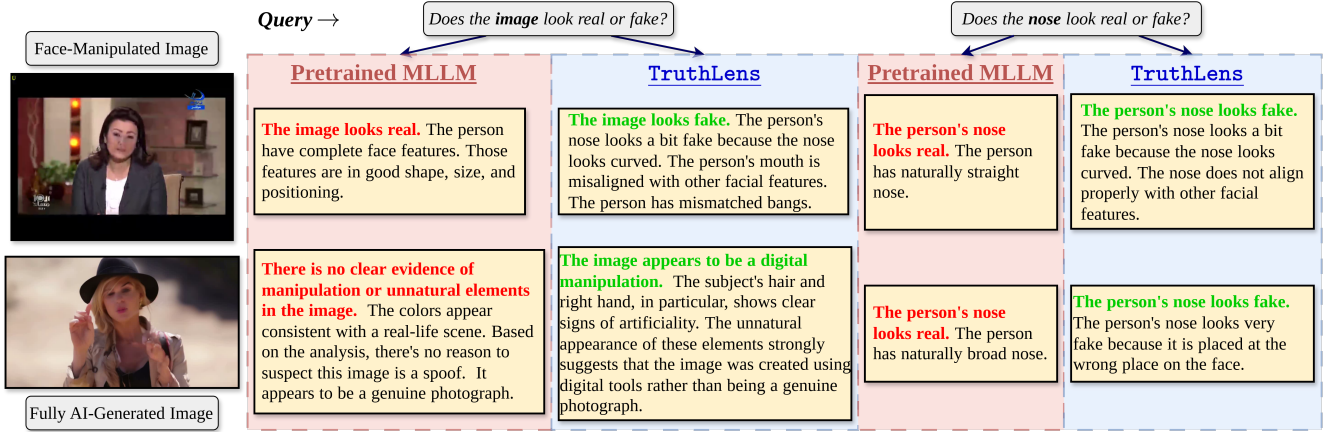 Query →
Does the image look real or fake?
Does the nose look real or fake?
Face-Manipulated Image
Pretrained MLLM
TruthLens
Pretrained MLLM
TruthLens
The image looks real. The person
have complete face features. Those
features are in good shape, size, and
positioning.
The image looks fake. The person's
nose looks a bit fake because the nose
looks curved. The person's mouth is
misaligned with other facial features.
The person has mismatched bangs.
The person's nose
looks real. The person
has naturally straight
nose.
The person's nose looks fake.
The person's nose looks a bit
fake because the nose looks
curved. The nose does not align
properly with other facial
features.
There is no clear evidence of
manipulation or unnatural elements
in the image. The colors appear
consistent with a real-life scene. Based
on the analysis, there's no reason to
suspect this image is a spoof. It
appears to be a genuine photograph.
The image appears to be a digital
manipulation. The subject's hair and
right hand, in particular, shows clear
signs of artificiality. The unnatural
appearance of these elements strongly
suggests that the image was created using
digital tools rather than being a genuine
photograph.
The person's nose
looks real. The person
has naturally broad nose.
The person's nose looks fake.
The person's nose looks very
fake because it is placed at the
wrong place on the face.
Fully AI-Generated Image